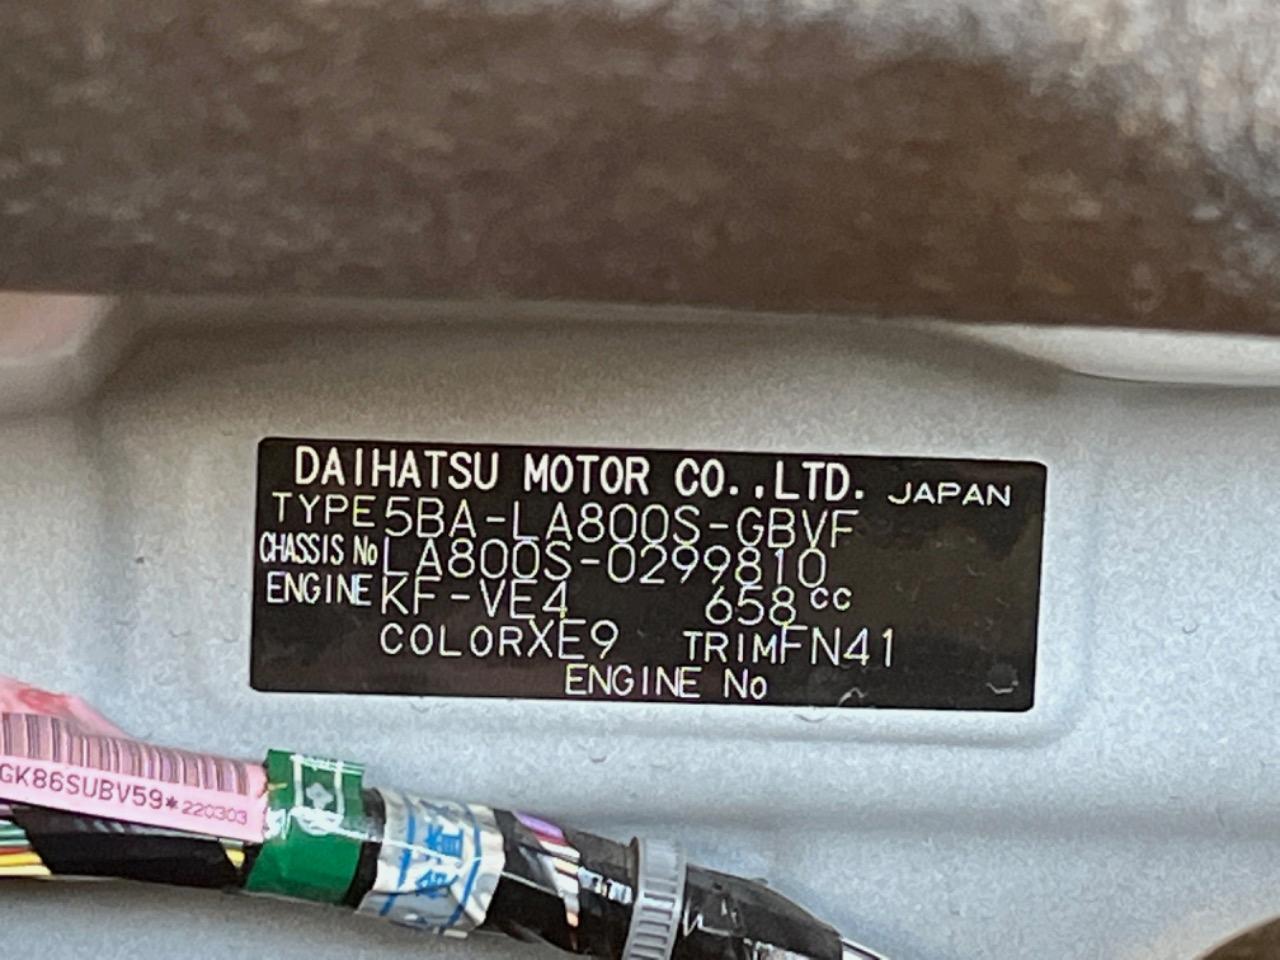 DAIHATSU MOTOR CO.,LTD. JAPAN
TYPE 5BA-LA800S-GBVF
CHASSIS No LA800S-0299810
ENGINE KF-VE4 658cc
COLOR XE9 TRIM FN41
ENGINE No
GK86SUBV59*220303